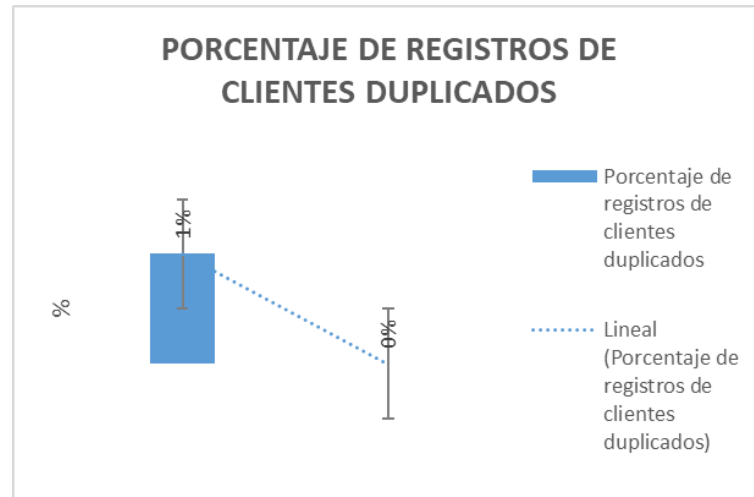 PORCENTAJE DE REGISTROS DE
CLIENTES DUPLICADOS
%
1%
0%
Porcentaje de
registros de
clientes
duplicados
Lineal
(Porcentaje de
registros de
clientes
duplicados)